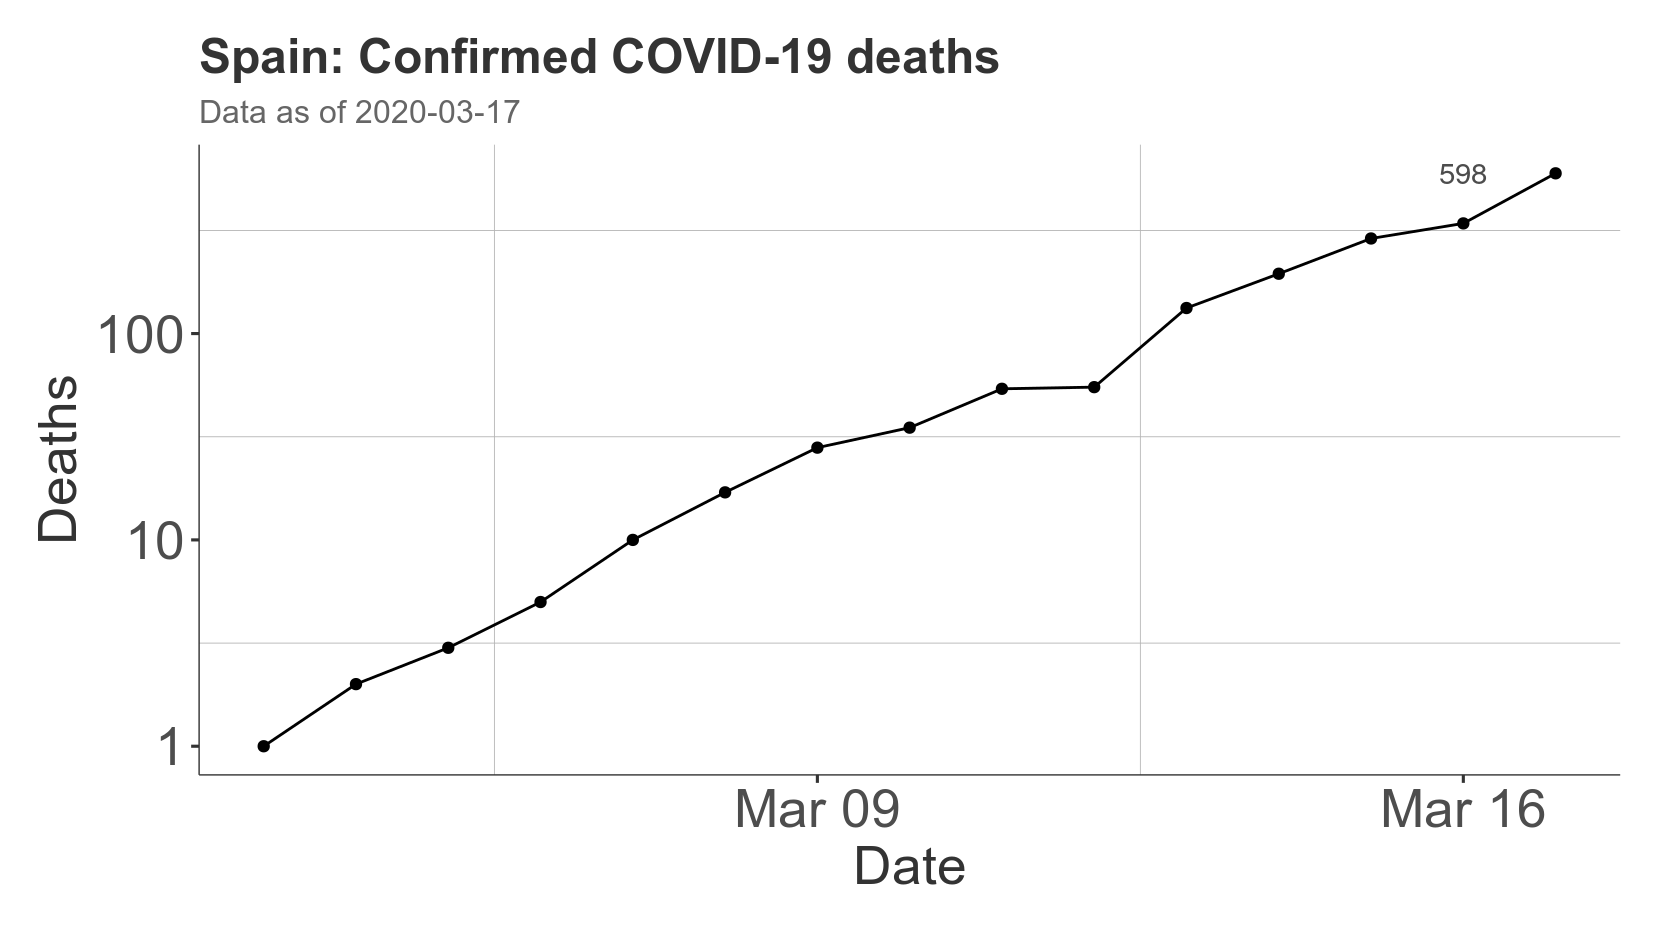 Spain: Confirmed COVID-19 deaths
Data as of 2020-03-17
598
100
10
1
Deaths
Mar 09
Mar 16
Date